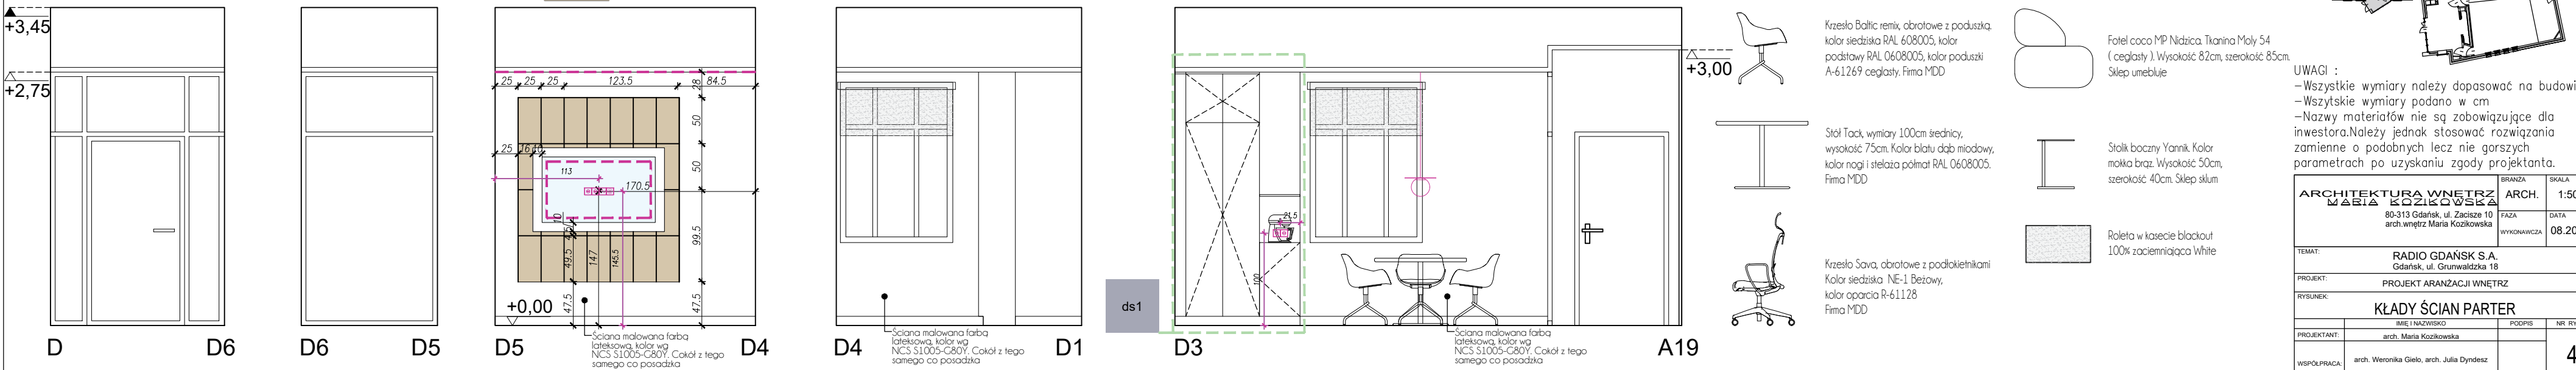 +3,45
+2,75
D
D6
D6
D5
25
25
25
123.5
28
84.5
50
25
16
10
113
170.5
50
10
4.5
49.5
147
145.5
99.5
+0,00
47.5
47.5
Ściana malowana farbą
lateksową, kolor wg
NCS S1005-G80Y. Cokół z tego
samego co posadzka
D5
D4
Ściana malowana farbą
lateksową, kolor wg
NCS S1005-G80Y. Cokół z tego
samego co posadzka
D4
D1
ds1
21,5
100
Ściana malowana farbą
lateksową, kolor wg
NCS S1005-G80Y. Cokół z tego
samego co posadzka
D3
A19
+3,00
Krzesło Baltic remix, obrotowe z poduszką.
kolor siedziska RAL 608005, kolor
podstawy RAL 0608005, kolor poduszki
A-61269 ceglasty. Firma MDD
Stół Tack, wymiary 100cm średnicy,
wysokość 75cm. Kolor blatu dąb miodowy,
kolor nogi i stelaża półmat RAL 0608005.
Firma MDD
Krzesło Sava, obrotowe z podłokietnikami
Kolor siedziska NE-1 Beżowy,
kolor oparcia R-61128
Firma MDD
Fotel coco MP Nidzica. Tkanina Moly 54
( ceglasty ). Wysokość 82cm, szerokość 85cm.
Sklep umebluje
Stolik boczny Yannik. Kolor
mokka brąz. Wysokość 50cm,
szerokość 40cm. Sklep sklum
Roleta w kasecie blackout
100% zaciemniająca White
UWAGI :
-Wszystkie wymiary należy dopasować na budowi
-Wszytskie wymiary podano w cm
-Nazwy materiałów nie są zobowiązujące dla
inwestora.Należy jednak stosować rozwiązania
zamienne o podobnych lecz nie gorszych
parametrach po uzyskaniu zgody projektanta.
ARCHITEKTURA WNĘTRZ
MARIA KOZIKOWSKA
80-313 Gdańsk, ul. Zacisze 10
arch.wnętrz Maria Kozikowska
BRANŻA
ARCH.
SKALA
1:50
FAZA
WYKONAWCZA
DATA
08.20
TEMAT:
RADIO GDAŃSK S.A.
Gdańsk, ul. Grunwaldzka 18
PROJEKT:
PROJEKT ARANŻACJI WNĘTRZ
RYSUNEK:
KŁADY ŚCIAN PARTER
IMIĘ I NAZWISKO
PODPIS
NR RY
PROJEKTANT:
arch. Maria Kozikowska
WSPÓŁPRACA:
arch. Weronika Gielo, arch. Julia Dyndesz
4